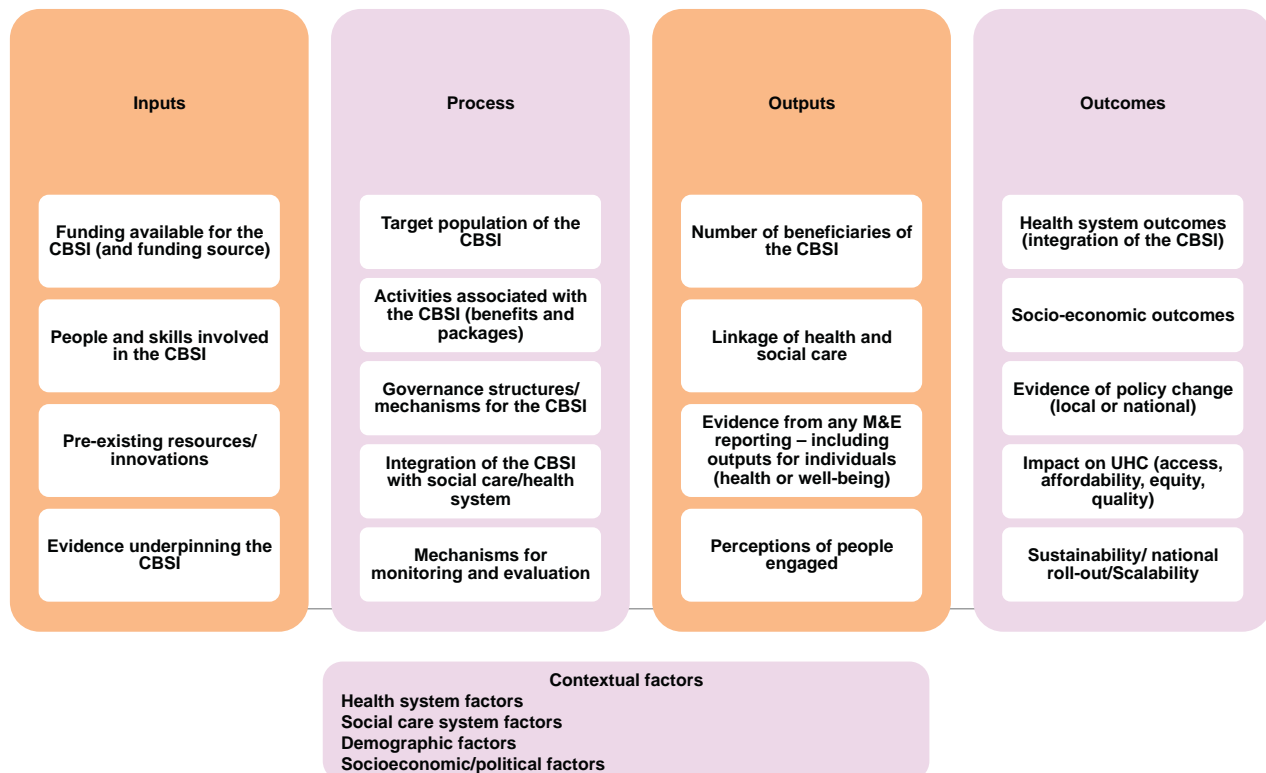 Inputs
Funding available for the
CBSI (and funding source)
People and skills involved
in the CBSI
Pre-existing resources/
innovations
Evidence underpinning the
CBSI
Process
Target population of the
CBSI
Activities associated with
the CBSI (benefits and
packages)
Governance structures/
mechanisms for the CBSI
Integration of the CBSI
with social care/health
system
Mechanisms for
monitoring and evaluation
Outputs
Number of beneficiaries of
the CBSI
Linkage of health and
social care
Evidence from any M&E
reporting – including
outputs for individuals
(health or well-being)
Perceptions of people
engaged
Outcomes
Health system outcomes
(integration of the CBSI)
Socio-economic outcomes
Evidence of policy change
(local or national)
Impact on UHC (access,
affordability, equity,
quality)
Sustainability/ national
roll-out/Scalability
Contextual factors
Health system factors
Social care system factors
Demographic factors
Socioeconomic/political factors